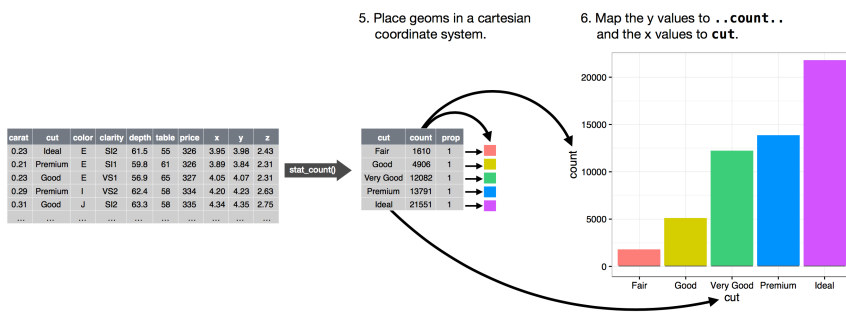 5. Place geoms in a cartesian
coordinate system.
6. Map the y values to ..count..
and the x values to cut.
carat cut color clarity depth table price x y z
0.23 Ideal E SI2 61.5 55 326 3.95 3.98 2.43
0.21 Premium E SI1 59.8 61 326 3.89 3.84 2.31
0.23 Good E VS1 56.9 65 327 4.05 4.07 2.31
0.29 Premium I VS2 62.4 58 334 4.20 4.23 2.63
0.31 Good J SI2 63.3 58 335 4.34 4.35 2.75
... ... ... ... ... ... ... ... ... ...
stat_count()
cut count prop
Fair 1610 1
Good 4906 1
Very Good 12082 1
Premium 13791 1
Ideal 21551 1
count
20000
15000
10000
5000
0
Fair Good Very Good Premium Ideal
cut